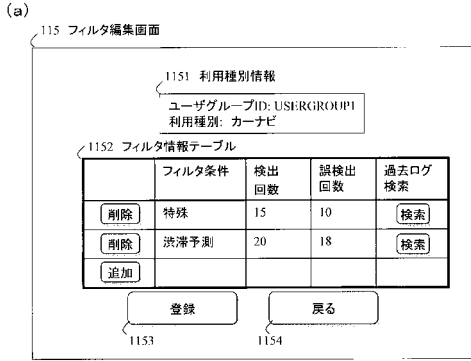 (a)
115 フィルタ編集画面
1151 利用種別情報
ユーザグループID: USERGROUP1
利用種別: カーナビ
1152 フィルタ情報テーブル
フィルタ条件 検出回数 誤検出回数 過去ログ検索
削除 特殊 15 10 検索
削除 渋滞予測 20 18 検索
追加
登録 戻る
1153 1154